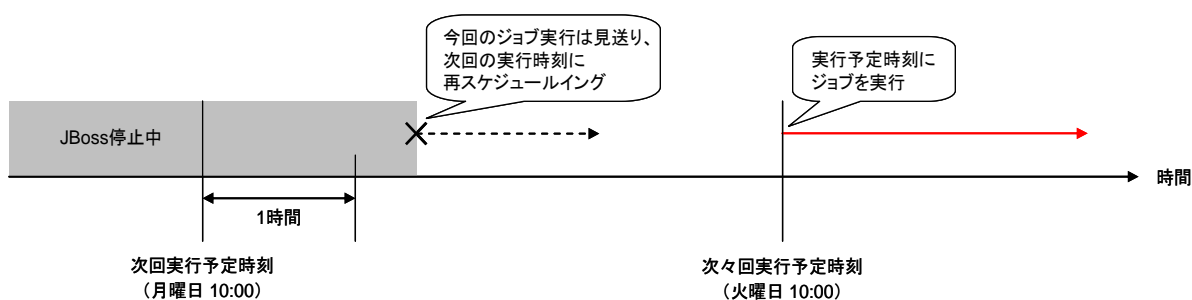 今回のジョブ実行は見送り、
次回の実行時刻に
再スケジュールイング
実行予定時刻に
ジョブを実行
JBoss停止中
時間
1時間
次回実行予定時刻
（月曜日 10:00）
次々回実行予定時刻
（火曜日 10:00）